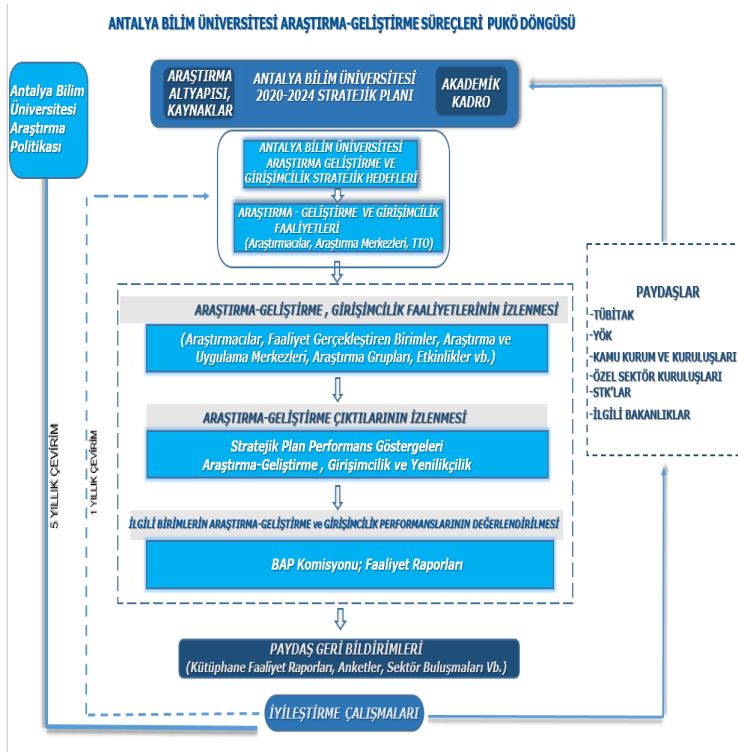 ANTALYA BİLİM ÜNİVERSİTESİ ARAŞTIRMA-GELİŞTİRME SÜREÇLERİ PUKÖ DÖNGÜSÜ
Antalya Bilim
Üniversitesi
Araştırma
Politikası
ARAŞTIRMA
ALTYAPISI,
KAYNAKLAR
ANTALYA BİLİM ÜNİVERSİTESİ
2020-2024 STRATEJİK PLANI
AKADEMİK
KADRO
ANTALYA BİLİM ÜNİVERSİTESİ
ARAŞTIRMA GELİŞTİRME VE
GİRİŞİMCİLİK STRATEJİK HEDEFLERİ
ARAŞTIRMA - GELİŞTİRME VE GİRİŞİMCİLİK
FAALİYETLERİ
(Araştırmacılar, Araştırma Merkezleri, TTO)
ARAŞTIRMA-GELİŞTİRME , GİRİŞİMCİLİK FAALİYETLERİNİN İZLENMESİ
(Araştırmacılar, Faaliyet Gerçekleştiren Birimler, Araştırma ve
Uygulama Merkezleri, Araştırma Grupları, Etkinlikler vb.)
ARAŞTIRMA-GELİŞTİRME ÇIKTILARININ İZLENMESİ
Stratejik Plan Performans Göstergeleri
Araştırma-Geliştirme , Girişimcilik ve Yenilikçilik
İLGİLİ BİRİMLERİN ARAŞTIRMA-GELİŞTİRME ve GİRİŞİMCİLİK PERFORMANSLARININ DEĞERLENDİRİLMESİ
BAP Komisyonu; Faaliyet Raporları
PAYDAŞ GERİ BİLDİRİMLERİ
(Kütüphane Faaliyet Raporları, Anketler, Sektör Buluşmaları Vb.)
İYİLEŞTİRME ÇALIŞMALARI
5 YILLIK ÇEVİRİM
1 YILLIK ÇEVİRİM
PAYDAŞLAR
-TÜBİTAK
-YÖK
-KAMU KURUM VE KURULUŞLARI
-ÖZEL SEKTÖR KURULUŞLARI
-STK'LAR
-İLGİLİ BAKANLIKLAR